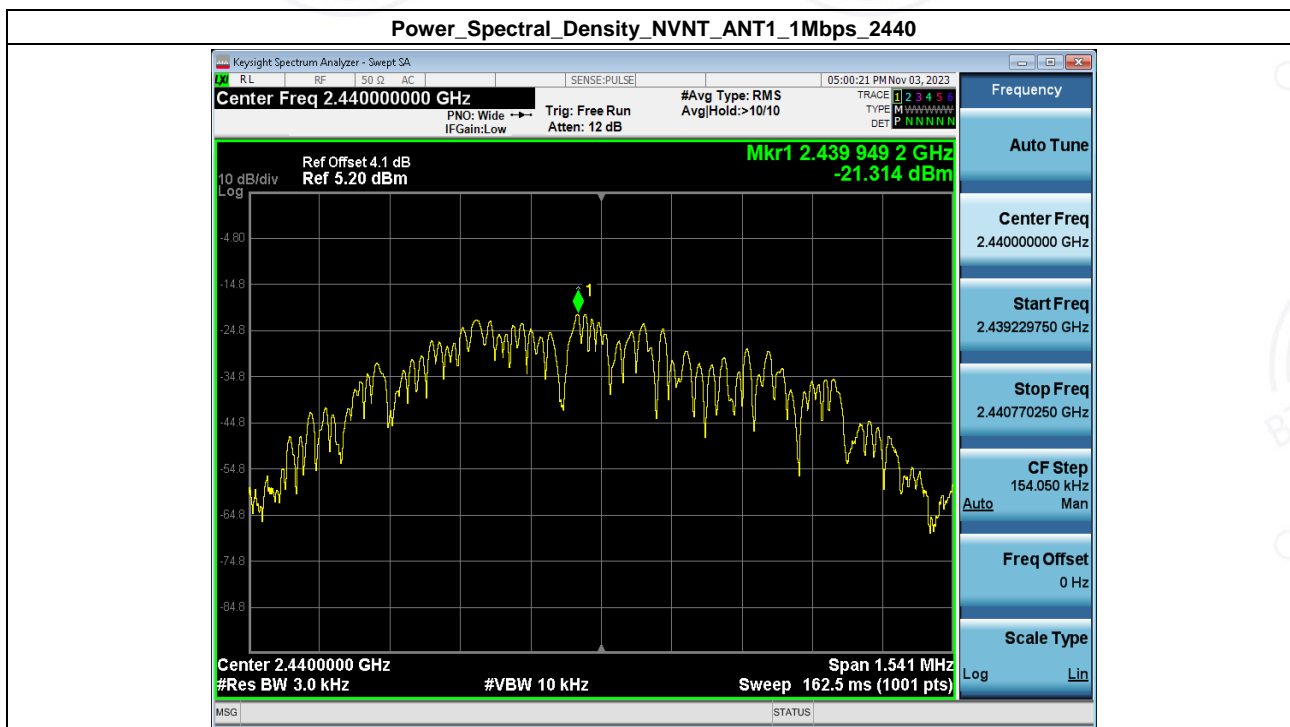 Power_Spectral_Density_NVNT_ANT1_1Mbps_2440
Keysight Spectrum Analyzer - Swept SA
LXI RL RF 50 Ω AC SENSE:PULSE 05:00:21 PM Nov 03, 2023
Center Freq 2.440000000 GHz
PNO: Wide
IFGain:Low
Trig: Free Run
Atten: 12 dB
#Avg Type: RMS
Avg|Hold:>10/10
TRACE 1 2 3 4 5 6
TYPE M WWWWW
DET P N N N N N
Mkr1 2.439 949 2 GHz
-21.314 dBm
Ref Offset 4.1 dB
10 dB/div Ref 5.20 dBm
Log
-4.80
-14.8
-24.8
-34.8
-44.8
-54.8
-64.8
-74.8
-84.8
1
Center 2.4400000 GHz Span 1.541 MHz
#Res BW 3.0 kHz #VBW 10 kHz Sweep 162.5 ms (1001 pts)
MSG STATUS
Frequency
Auto Tune
Center Freq
2.440000000 GHz
Start Freq
2.439229750 GHz
Stop Freq
2.440770250 GHz
CF Step
154.050 kHz
Auto Man
Freq Offset
0 Hz
Scale Type
Log Lin